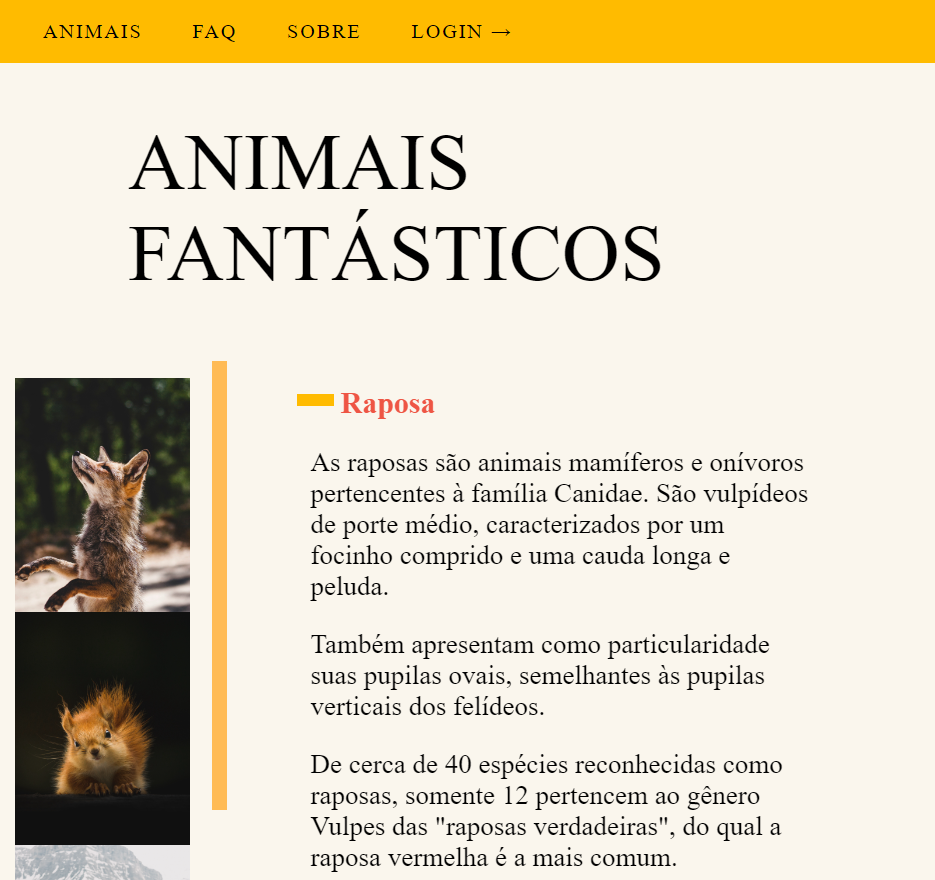 ANIMAIS FAQ SOBRE LOGIN →
ANIMAIS
FANTÁSTICOS
Raposa
As raposas são animais mamíferos e onívoros
pertencentes à família Canidae. São vulpídeos
de porte médio, caracterizados por um
focinho comprido e uma cauda longa e
peluda.
Também apresentam como particularidade
suas pupilas ovais, semelhantes às pupilas
verticais dos felídeos.
De cerca de 40 espécies reconhecidas como
raposas, somente 12 pertencem ao gênero
Vulpes das "raposas verdadeiras", do qual a
raposa vermelha é a mais comum.